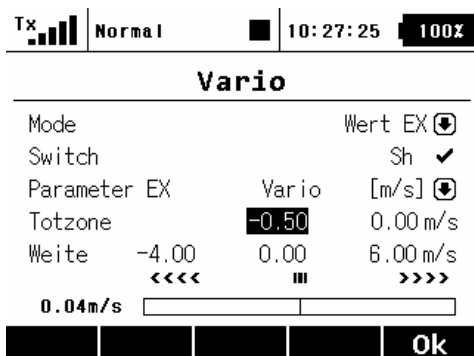 Tx Normal 10:27:25 100%
Vario
Mode Wert EX
Switch Sh
Parameter EX Vario [m/s]
Totzone -0.50 0.00 m/s
Weite -4.00 0.00 6.00 m/s
<<<< >>>>
0.04m/s
Ok